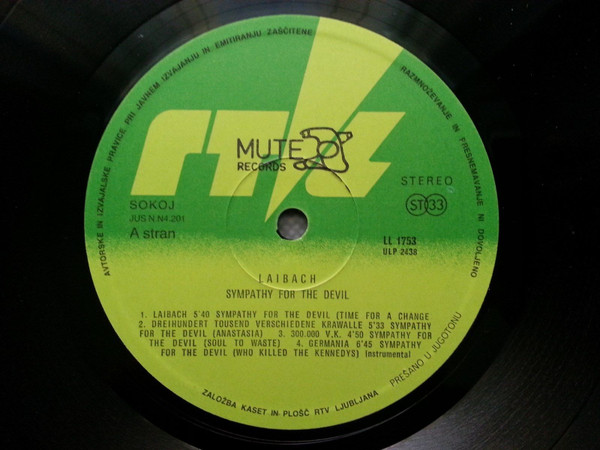 AVTORSKE IN IZVAJALSKE PRAVICE PRI JAVNEM IZVAJANJU IN EMITIRANJU ZAŠČITENE
RAZMNOŽEVANJE IN PRESNEMAVANJE NI DOVOLJENO
rtlj
MUTE
RECORDS
SOKOJ
JUS N.N4.201
A stran
STEREO
ST 33
LL 1753
ULP 2438
LAIBACH
SYMPATHY FOR THE DEVIL
1. LAIBACH 5'40 SYMPATHY FOR THE DEVIL (TIME FOR A CHANGE
2. DREIHUNDERT TOUSEND VERSCHIEDENE KRAWALLE 5'33 SYMPATHY
FOR THE DEVIL (ANASTASIA) 3. 300.000 V.K. 4'50 SYMPATHY FOR
THE DEVIL (SOUL TO WASTE) 4. GERMANIA 6'45 SYMPATHY
FOR THE DEVIL (WHO KILLED THE KENNEDYS) Instrumental)
PREŠANO U JUGOTONU
ZALOŽBA KASET IN PLOŠČ RTV LJUBLJANA